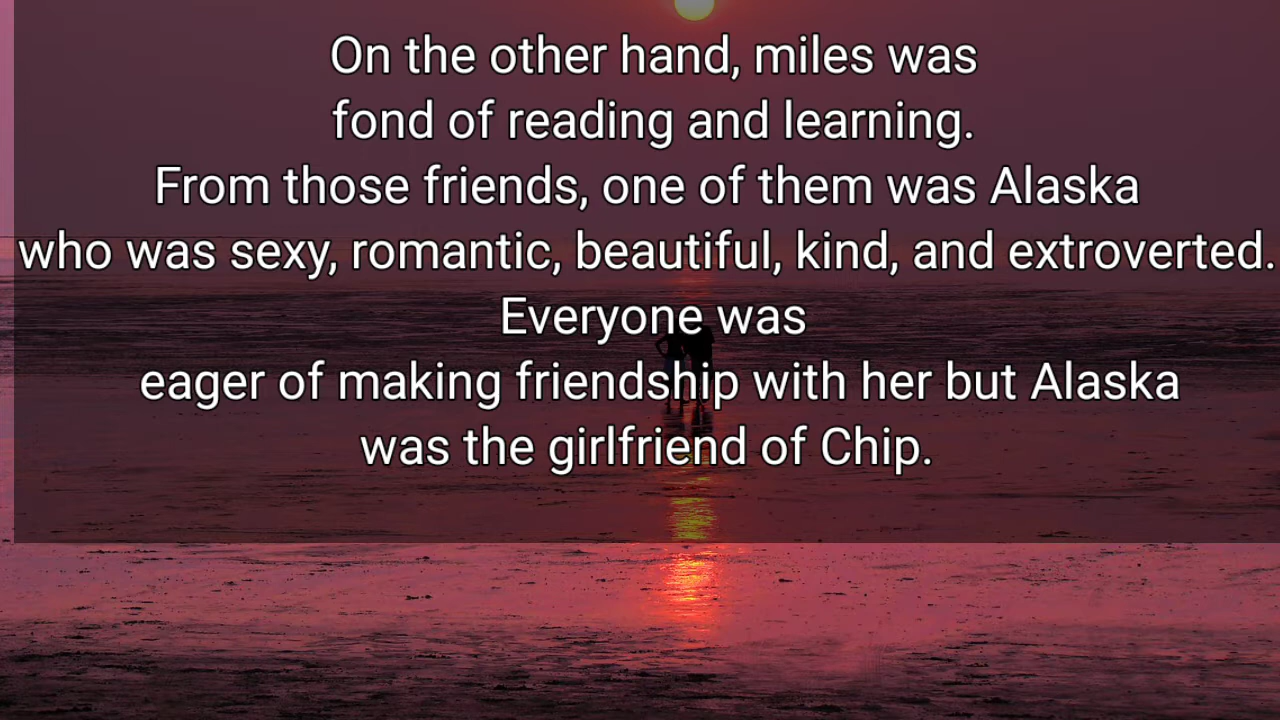 On the other hand, miles was
fond of reading and learning.
From those friends, one of them was Alaska
who was sexy, romantic, beautiful, kind, and extroverted.
Everyone was
eager of making friendship with her but Alaska
was the girlfriend of Chip.